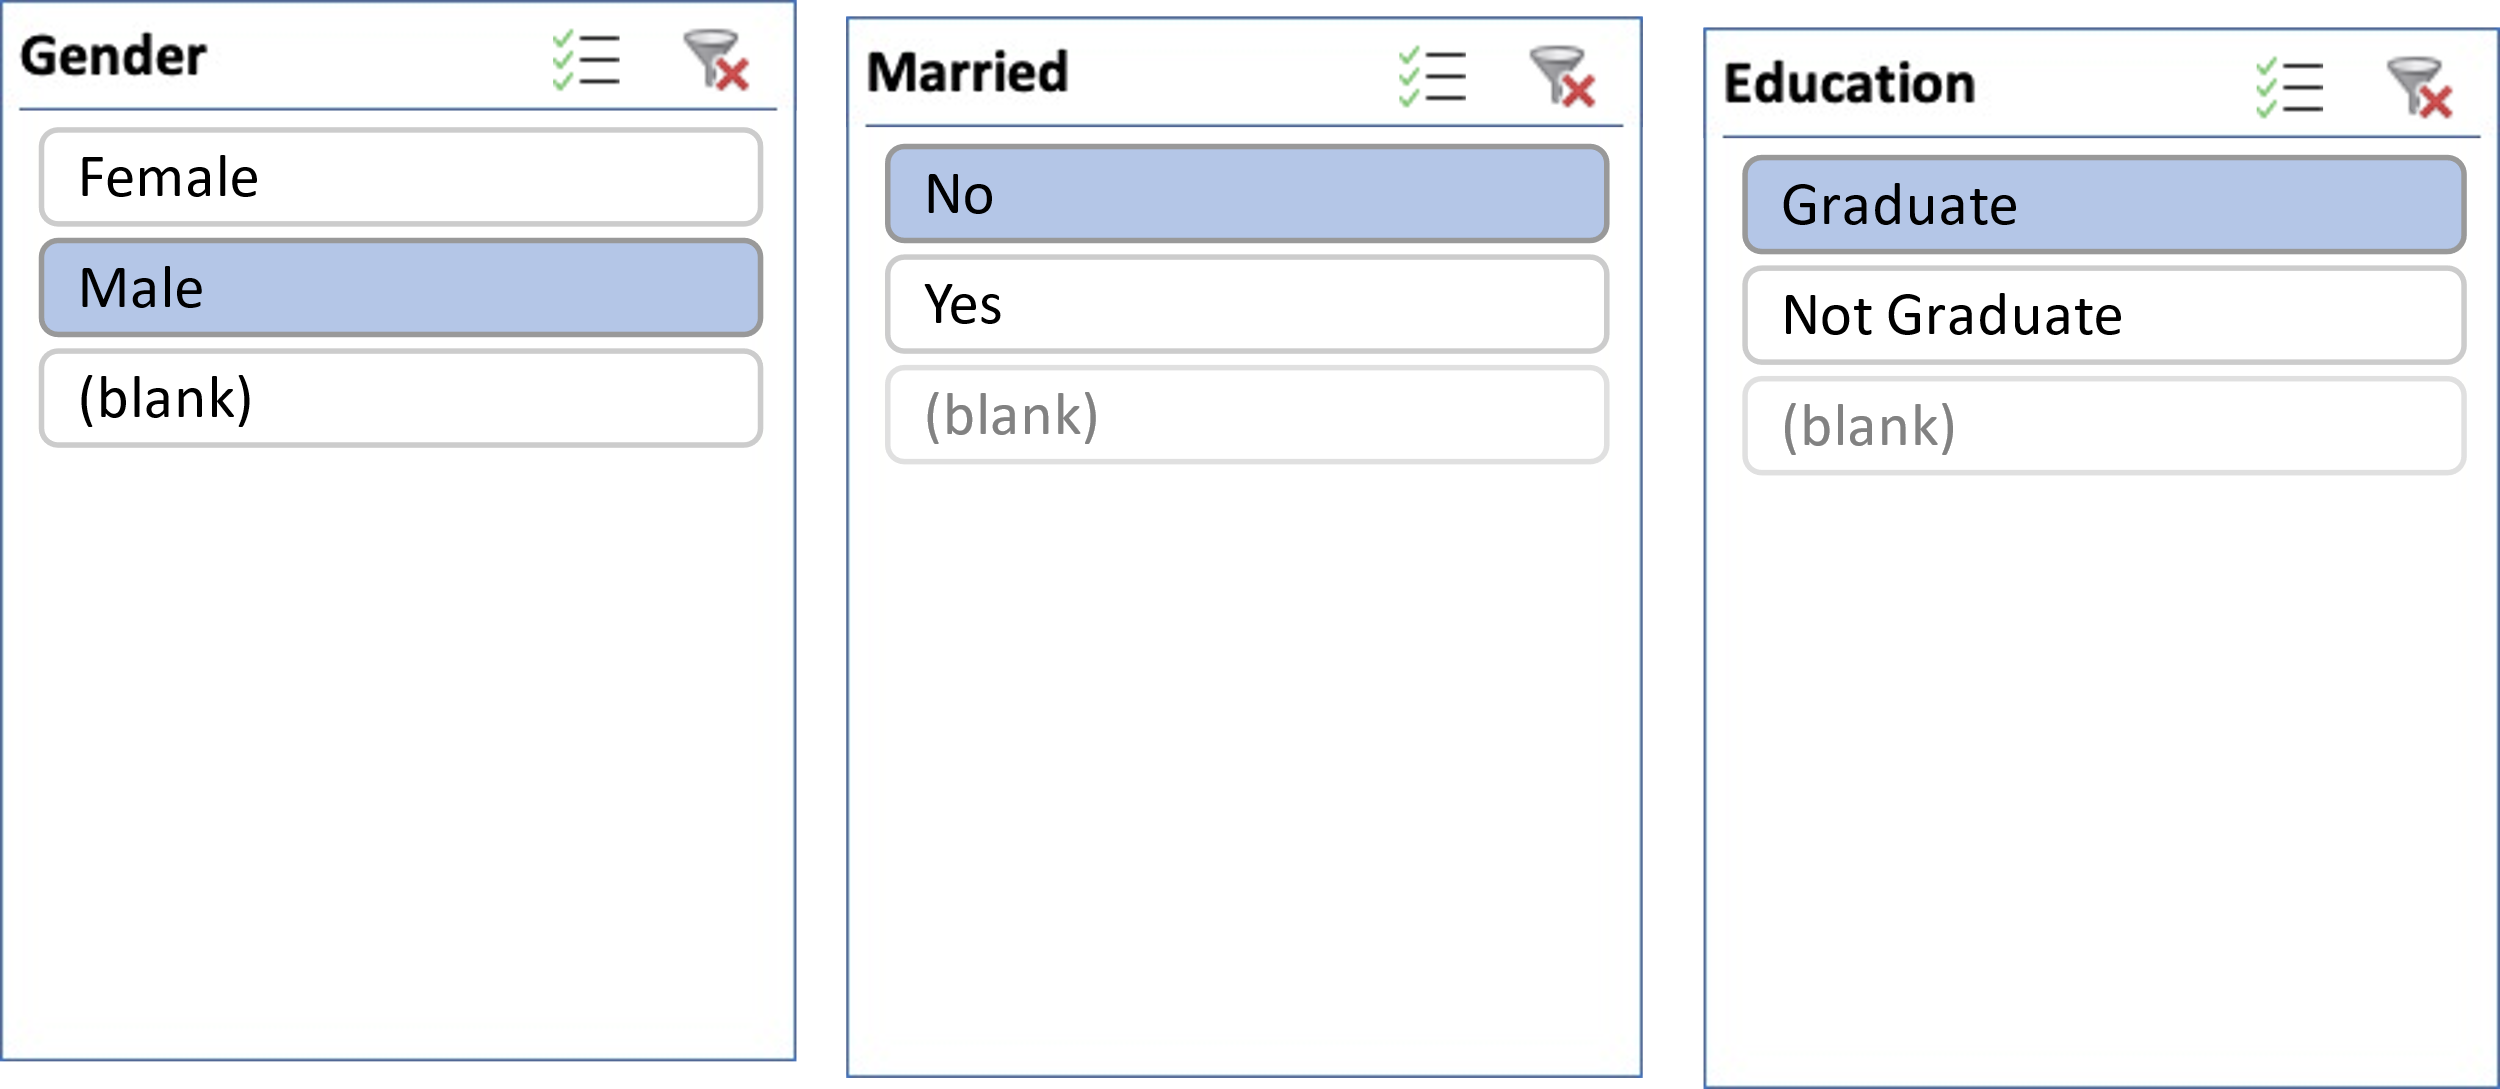 Gender
Female
Male
(blank)
Married
No
Yes
(blank)
Education
Graduate
Not Graduate
(blank)